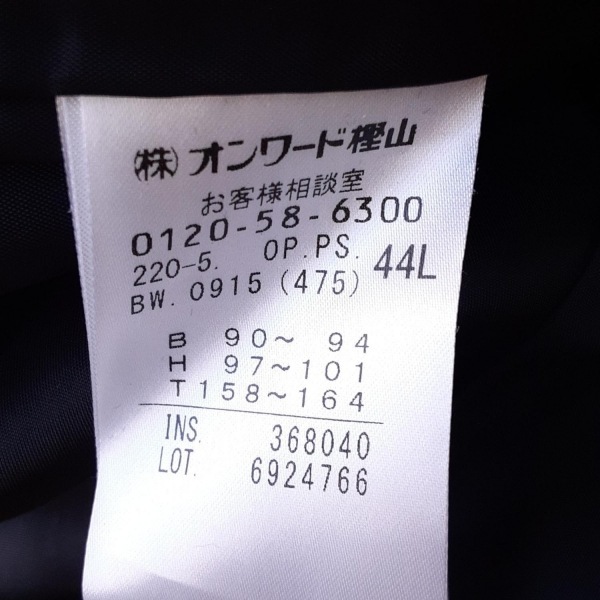 ㈱オンワード樫山
お客様相談室
0120-58-6300
220-5. OP.PS. 44L
BW. 0915 (475)
B 90～ 94
H 97～101
T 158～164
INS. 368040
LOT. 6924766